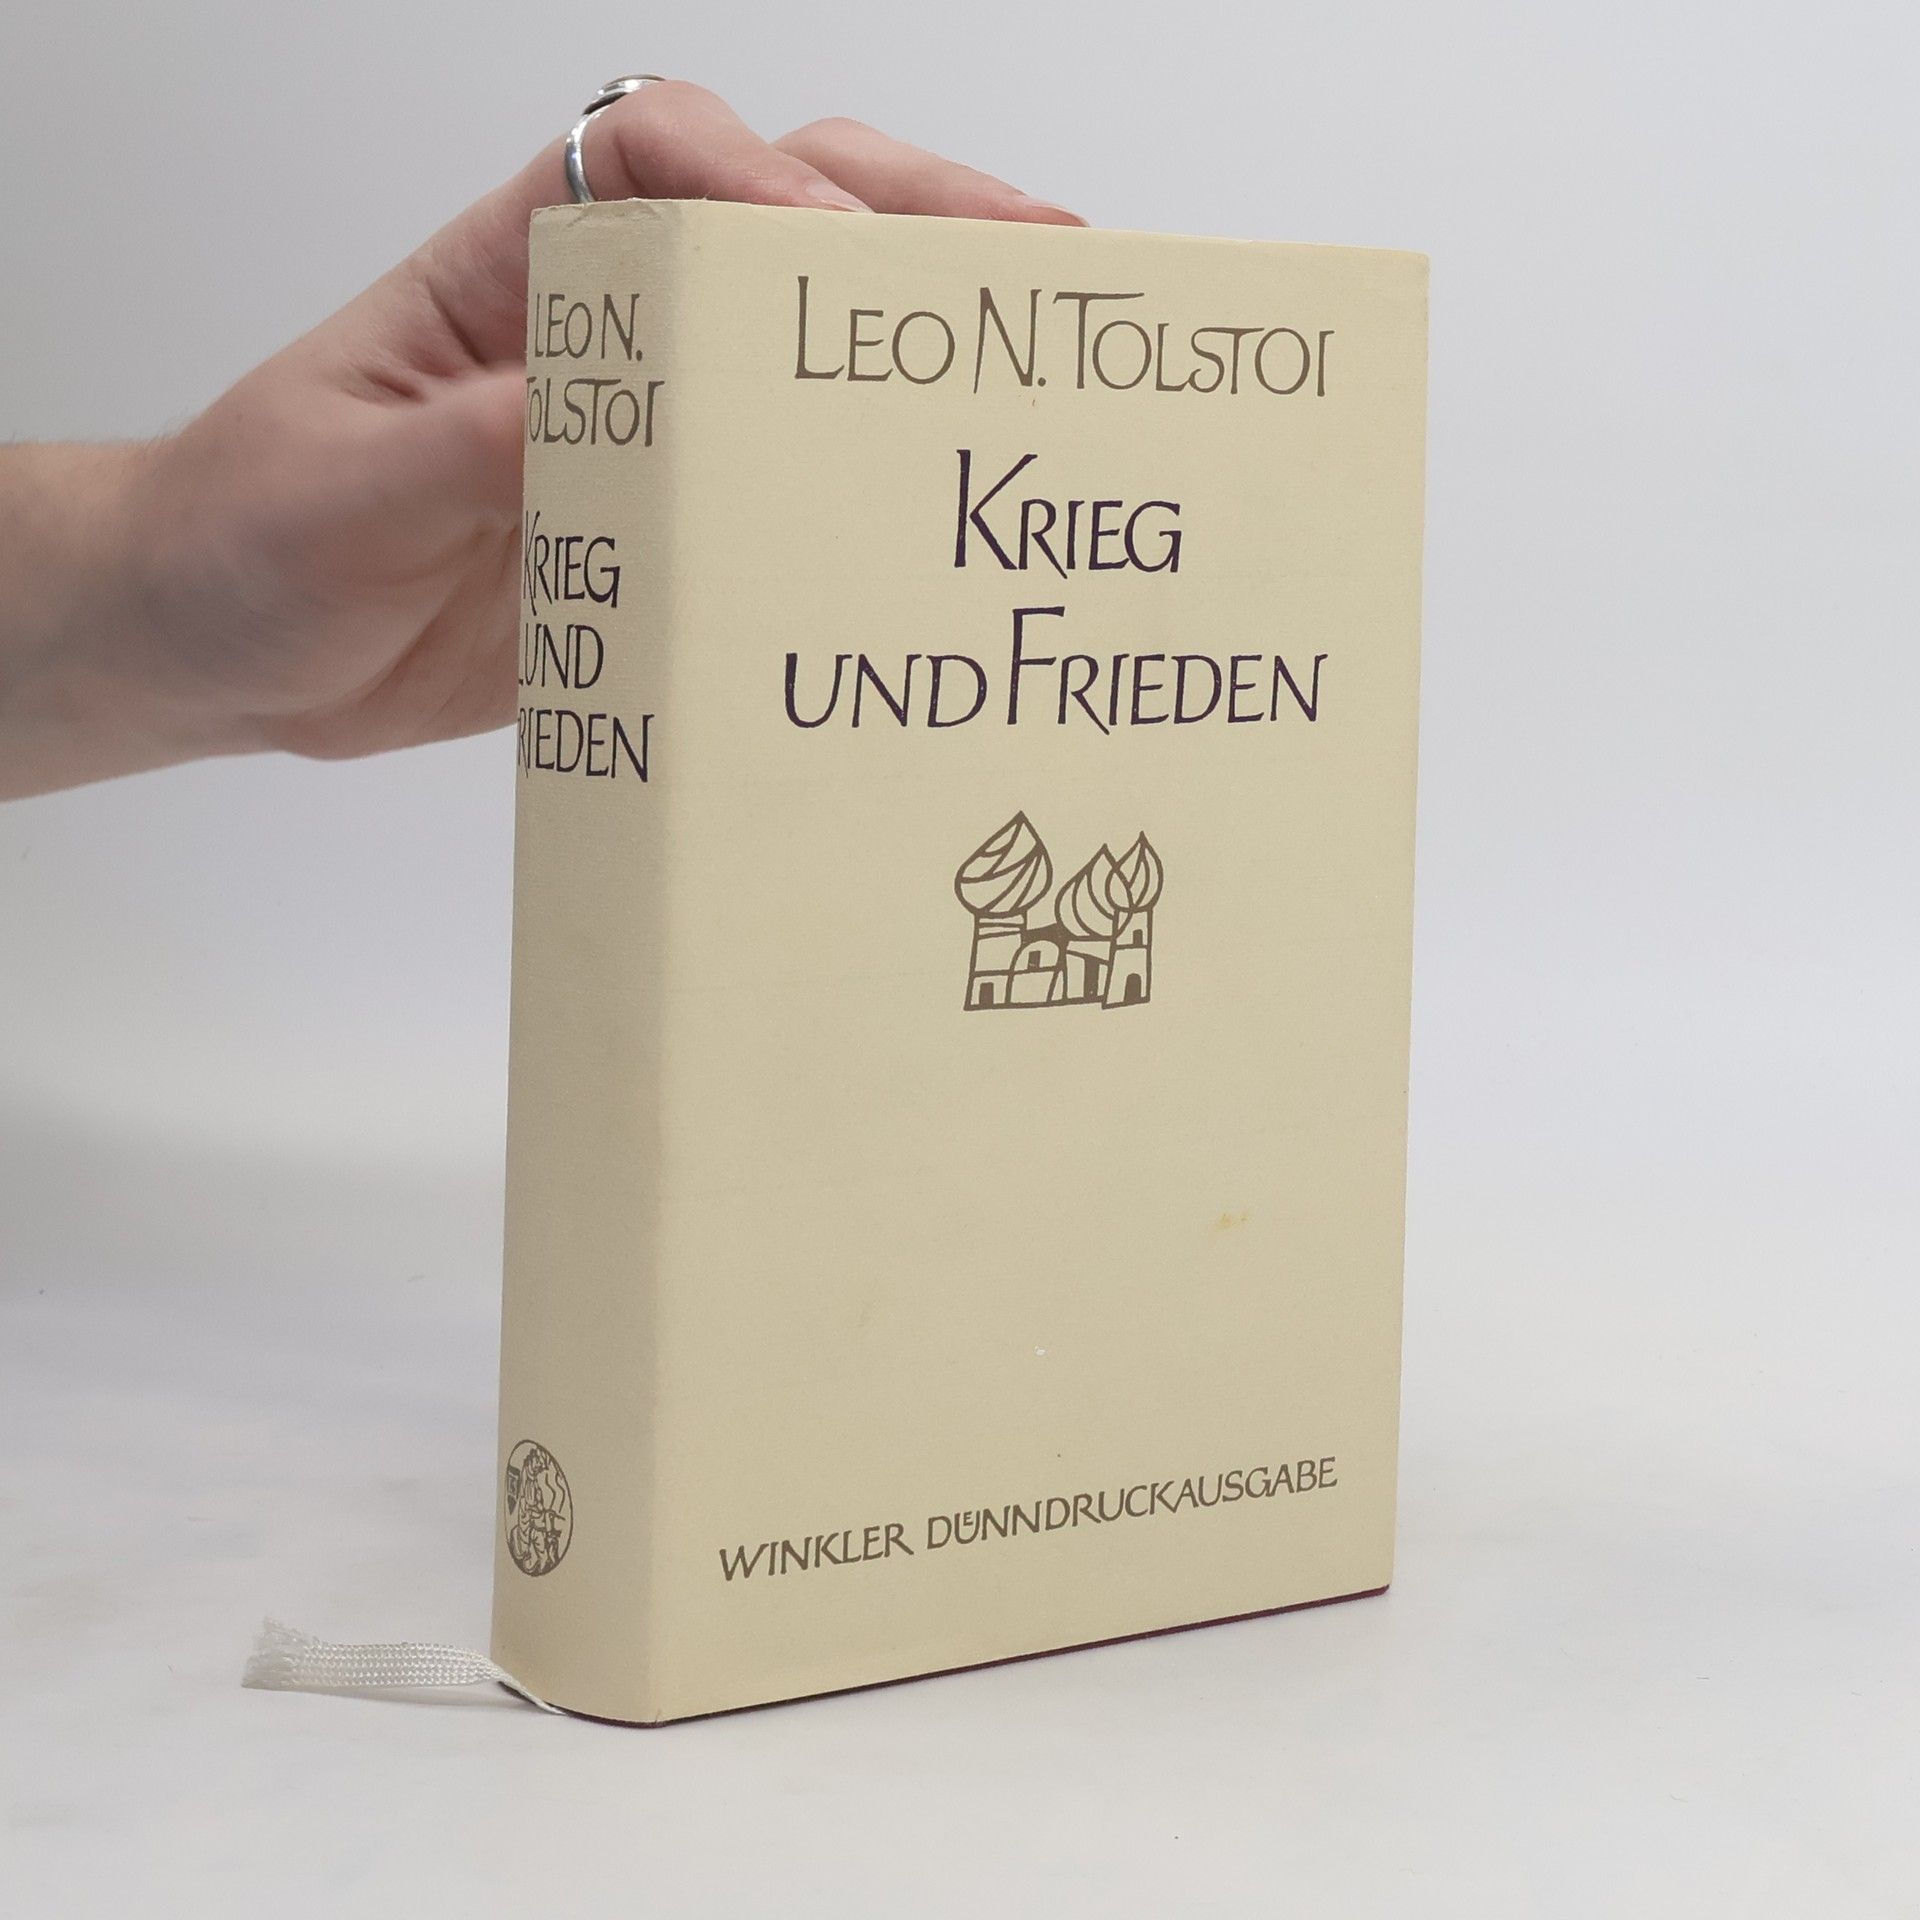 LEO N.
TOLSTOI
KRIEG
UND
FRIEDEN
LEO N. TOLSTOI
KRIEG
UND FRIEDEN
WINKLER DÜNNDRUCKAUSGABE